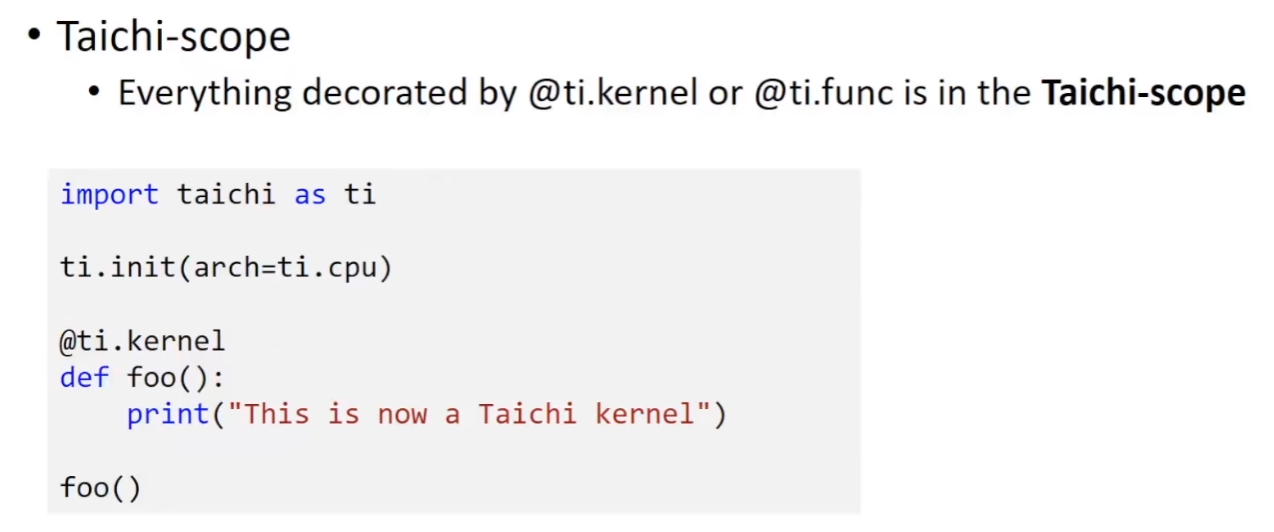 • Taichi-scope
• Everything decorated by @ti.kernel or @ti.func is in the Taichi-scope
import taichi as ti
ti.init(arch=ti.cpu)
@ti.kernel
def foo():
    print("This is now a Taichi kernel")
foo()